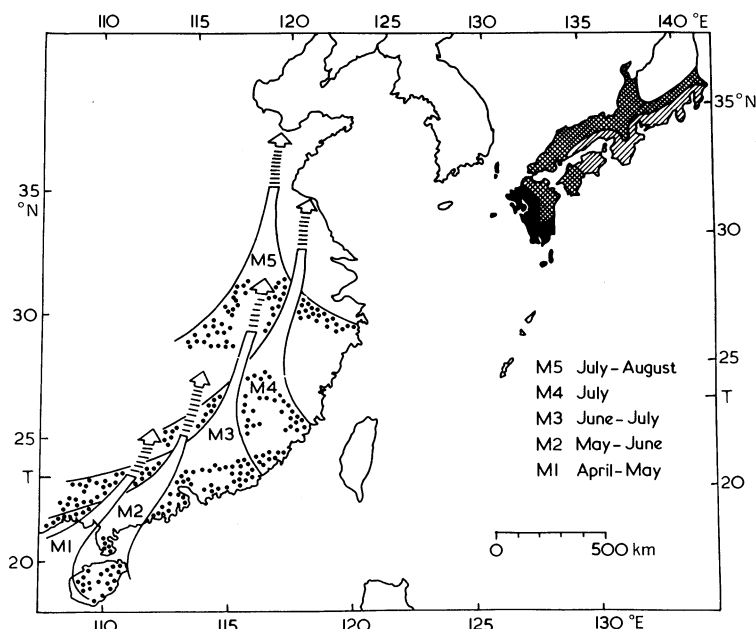 110 115 120 125 130 135 140 °E
35°N
35
°N
M5
30
30
M5 July-August
25
M4
M4 July
T
M3
M3 June-July
25
M2 May-June
T
M1 April-May
20
M2
M1
0 500 km
20
110 115 120 125 130 °E